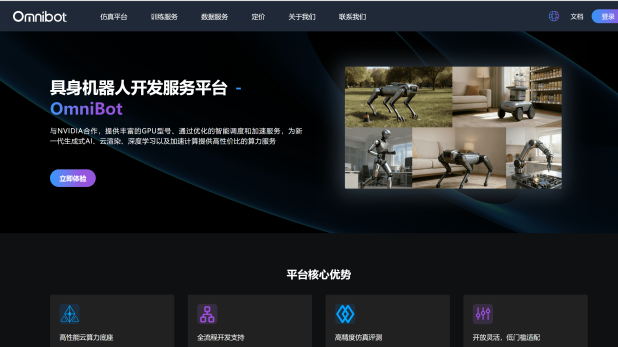 Omnibot
仿真平台 训练服务 数据服务 定价 关于我们 联系我们
文档 登录
具身机器人开发服务平台 -
OmniBot
与NVIDIA合作，提供丰富的GPU型号、通过优化的智能调度和加速服务，为新
一代生成式AI、云渲染、深度学习以及加速计算提供高性价比的算力服务
立即体验
平台核心优势
高性能云算力底座 全流程开发支持 高精度仿真评测 开放灵活，低门槛适配